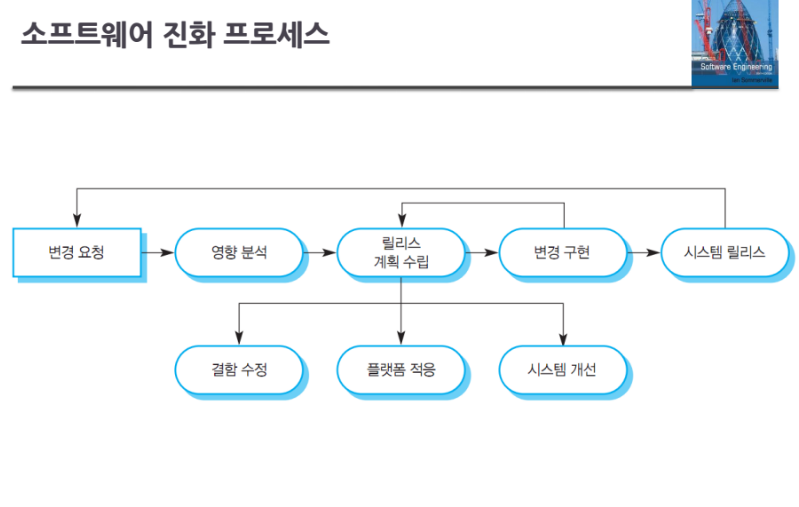 소프트웨어 진화 프로세스
Software Engineering
Ian Sommerville
변경 요청
영향 분석
릴리스
계획 수립
변경 구현
시스템 릴리스
결함 수정
플랫폼 적응
시스템 개선